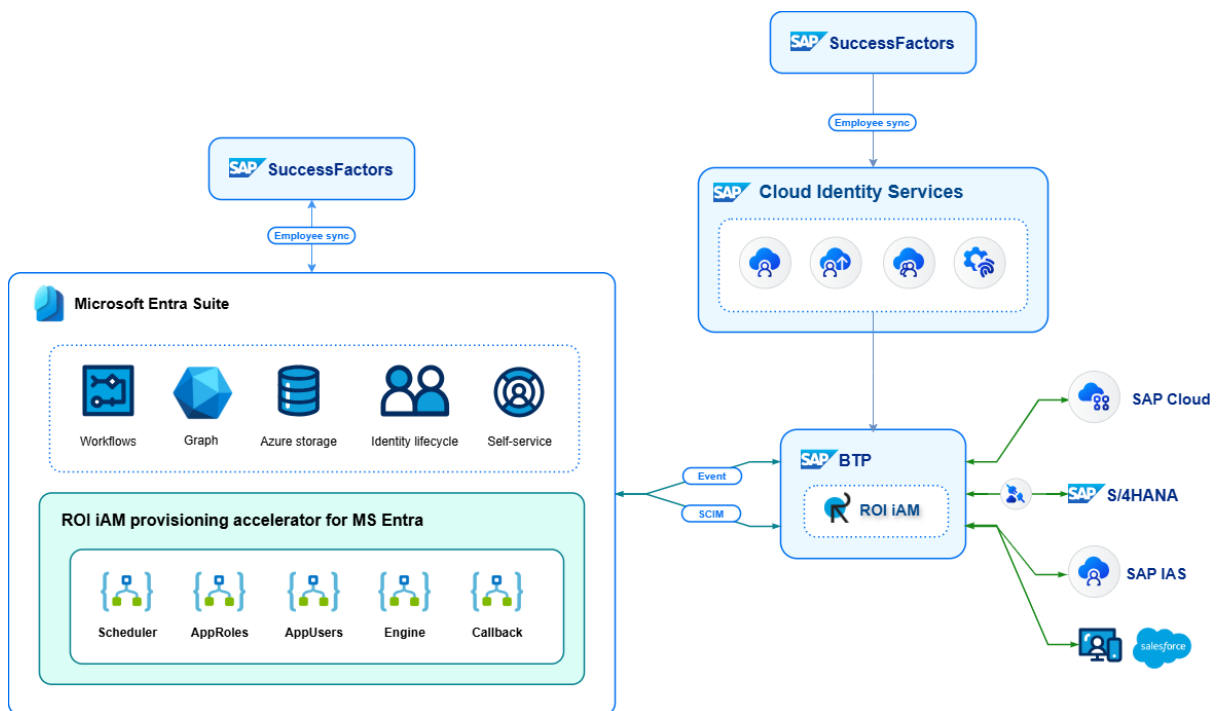 SAP SuccessFactors
Employee sync
SAP SuccessFactors
Employee sync
SAP Cloud Identity Services
Microsoft Entra Suite
Workflows
Graph
Azure storage
Identity lifecycle
Self-service
ROI iAM provisioning accelerator for MS Entra
Scheduler
AppRoles
AppUsers
Engine
Callback
Event
SCIM
SAP BTP
ROI iAM
SAP Cloud
SAP S/4HANA
SAP IAS
salesforce